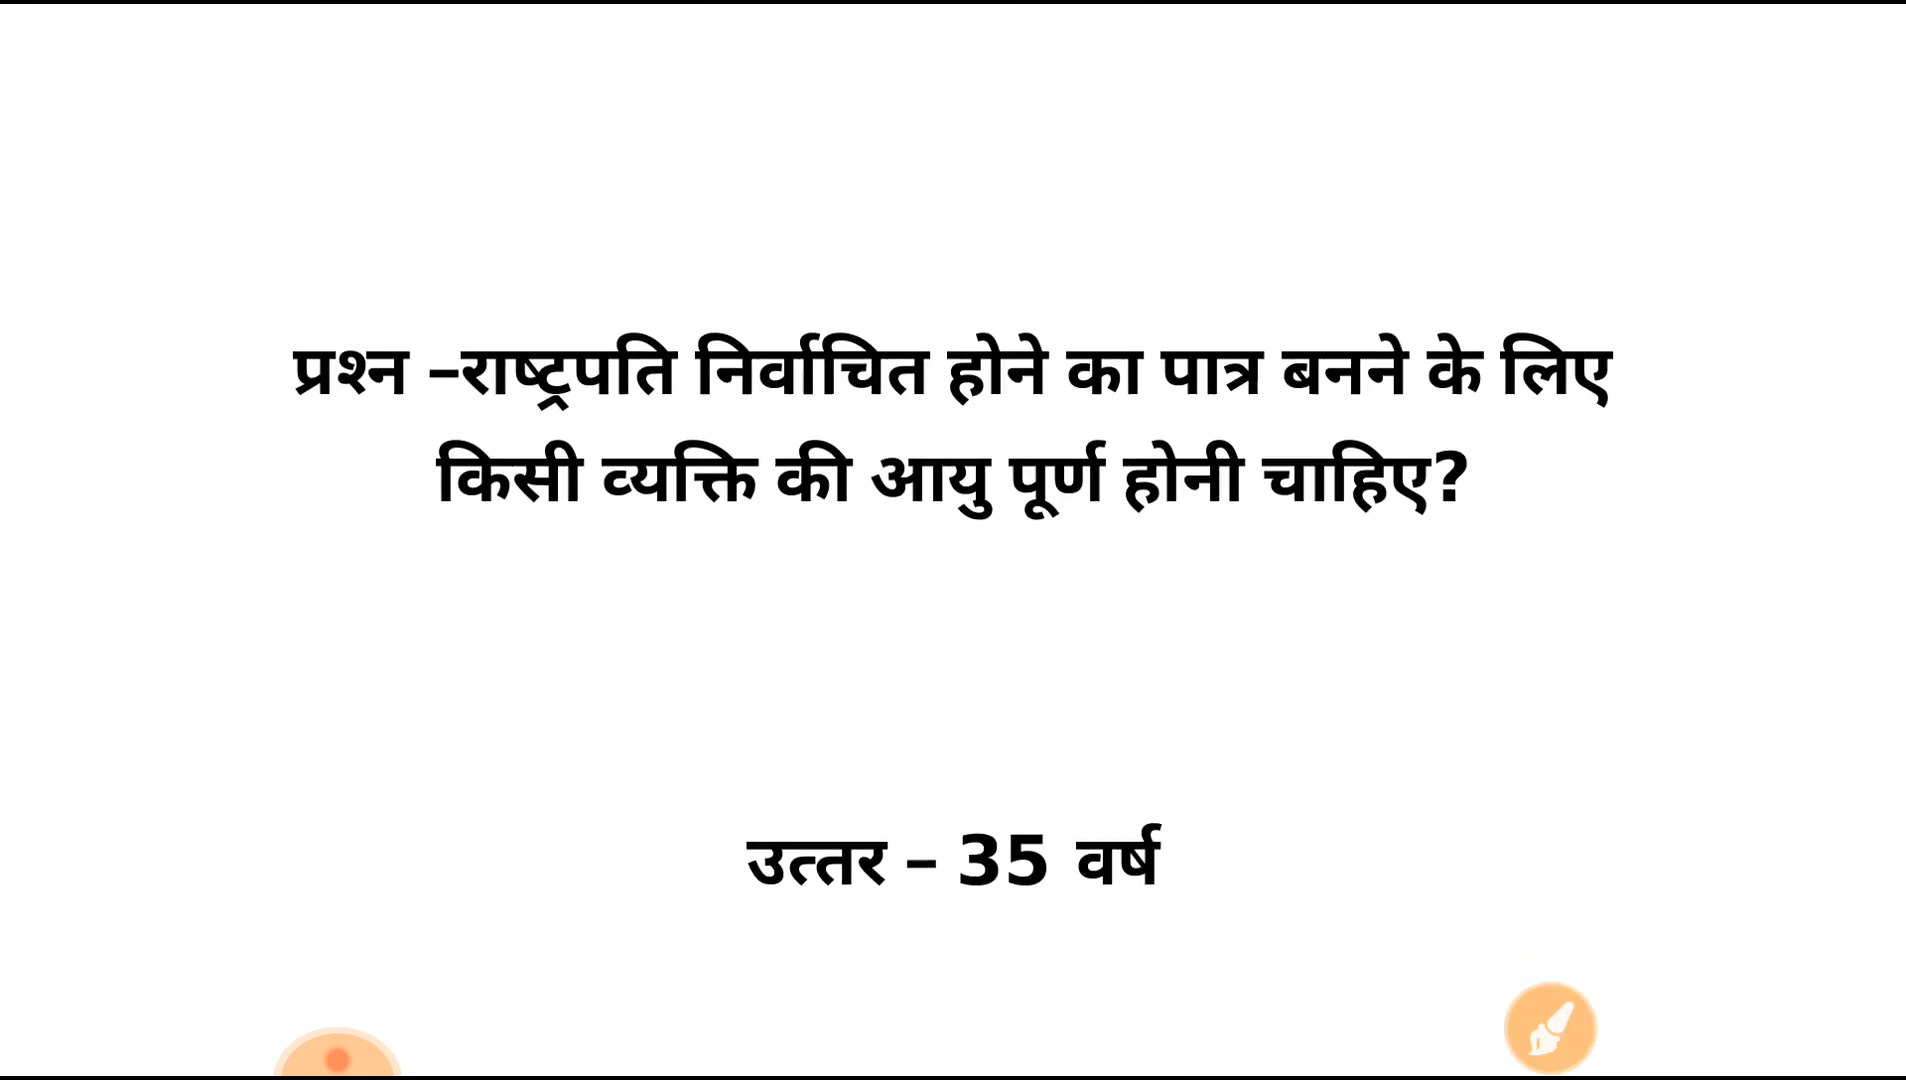 प्रश्न –राष्ट्रपति निर्वाचित होने का पात्र बनने के लिए
किसी व्यक्ति की आयु पूर्ण होनी चाहिए?
उत्तर – 35 वर्ष